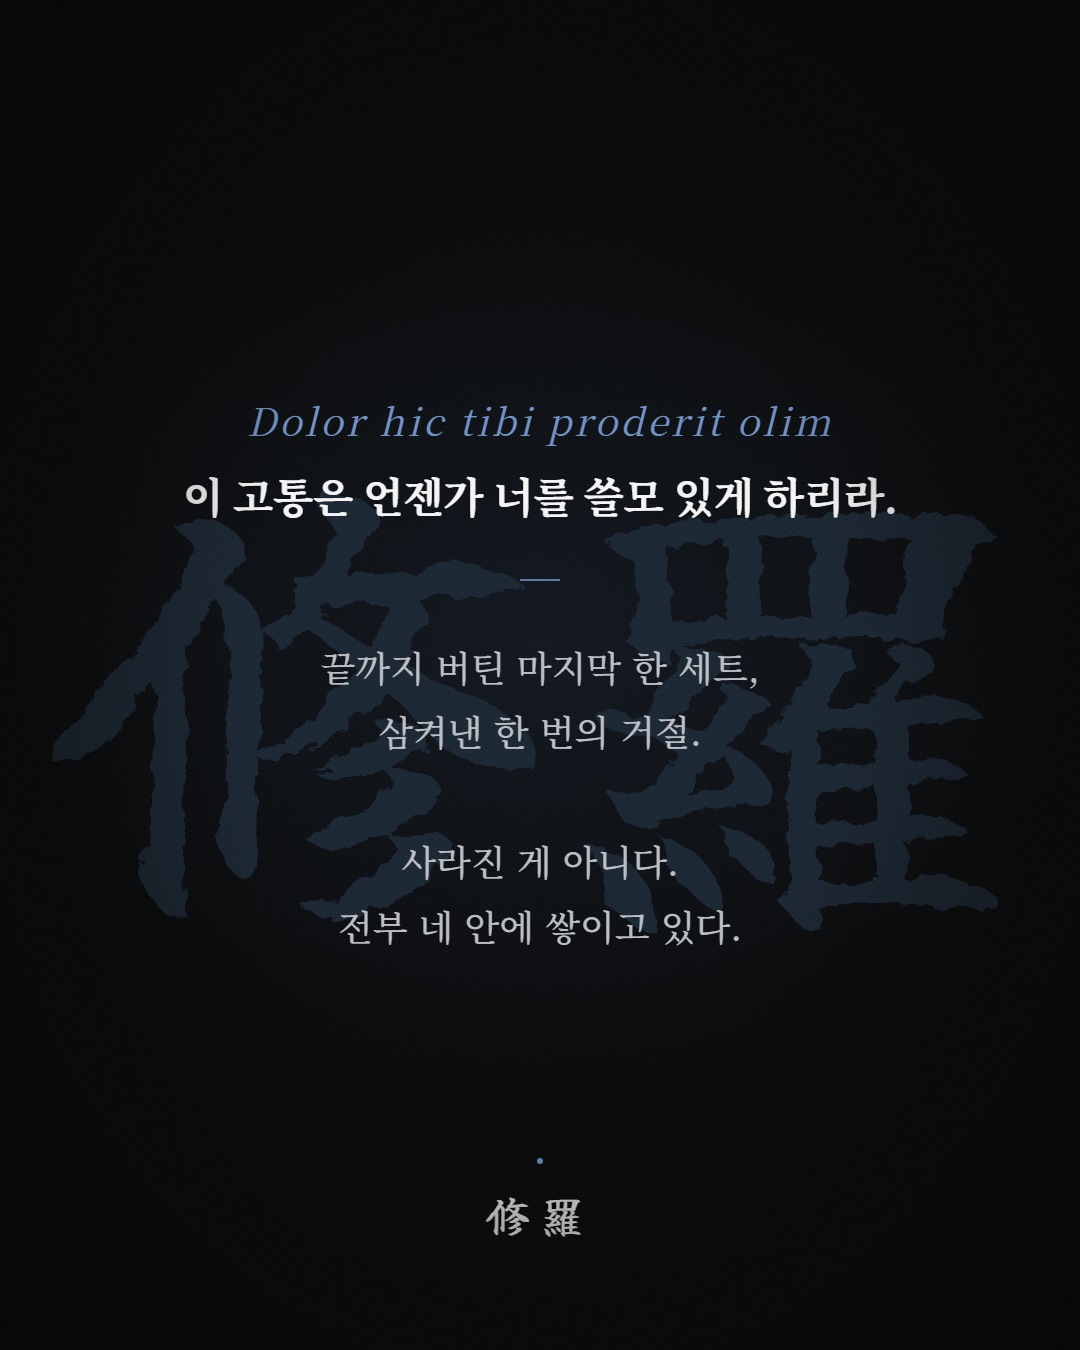 Dolor hic tibi proderit olim
이 고통은 언젠가 너를 쓸모 있게 하리라.
修羅
끝까지 버틴 마지막 한 세트,
삼켜낸 한 번의 거절.
사라진 게 아니다.
전부 네 안에 쌓이고 있다.
修羅